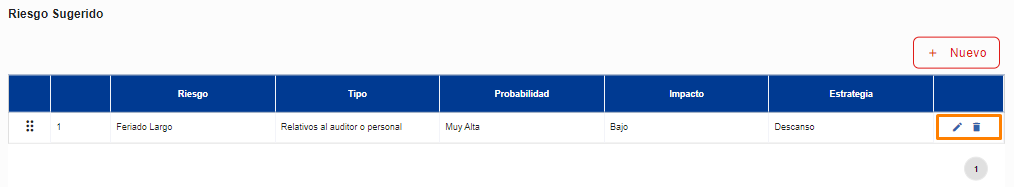 Riesgo Sugerido
+ Nuevo
Riesgo Tipo Probabilidad Impacto Estrategia
1 Feriado Largo Relativos al auditor o personal Muy Alta Bajo Descanso
1